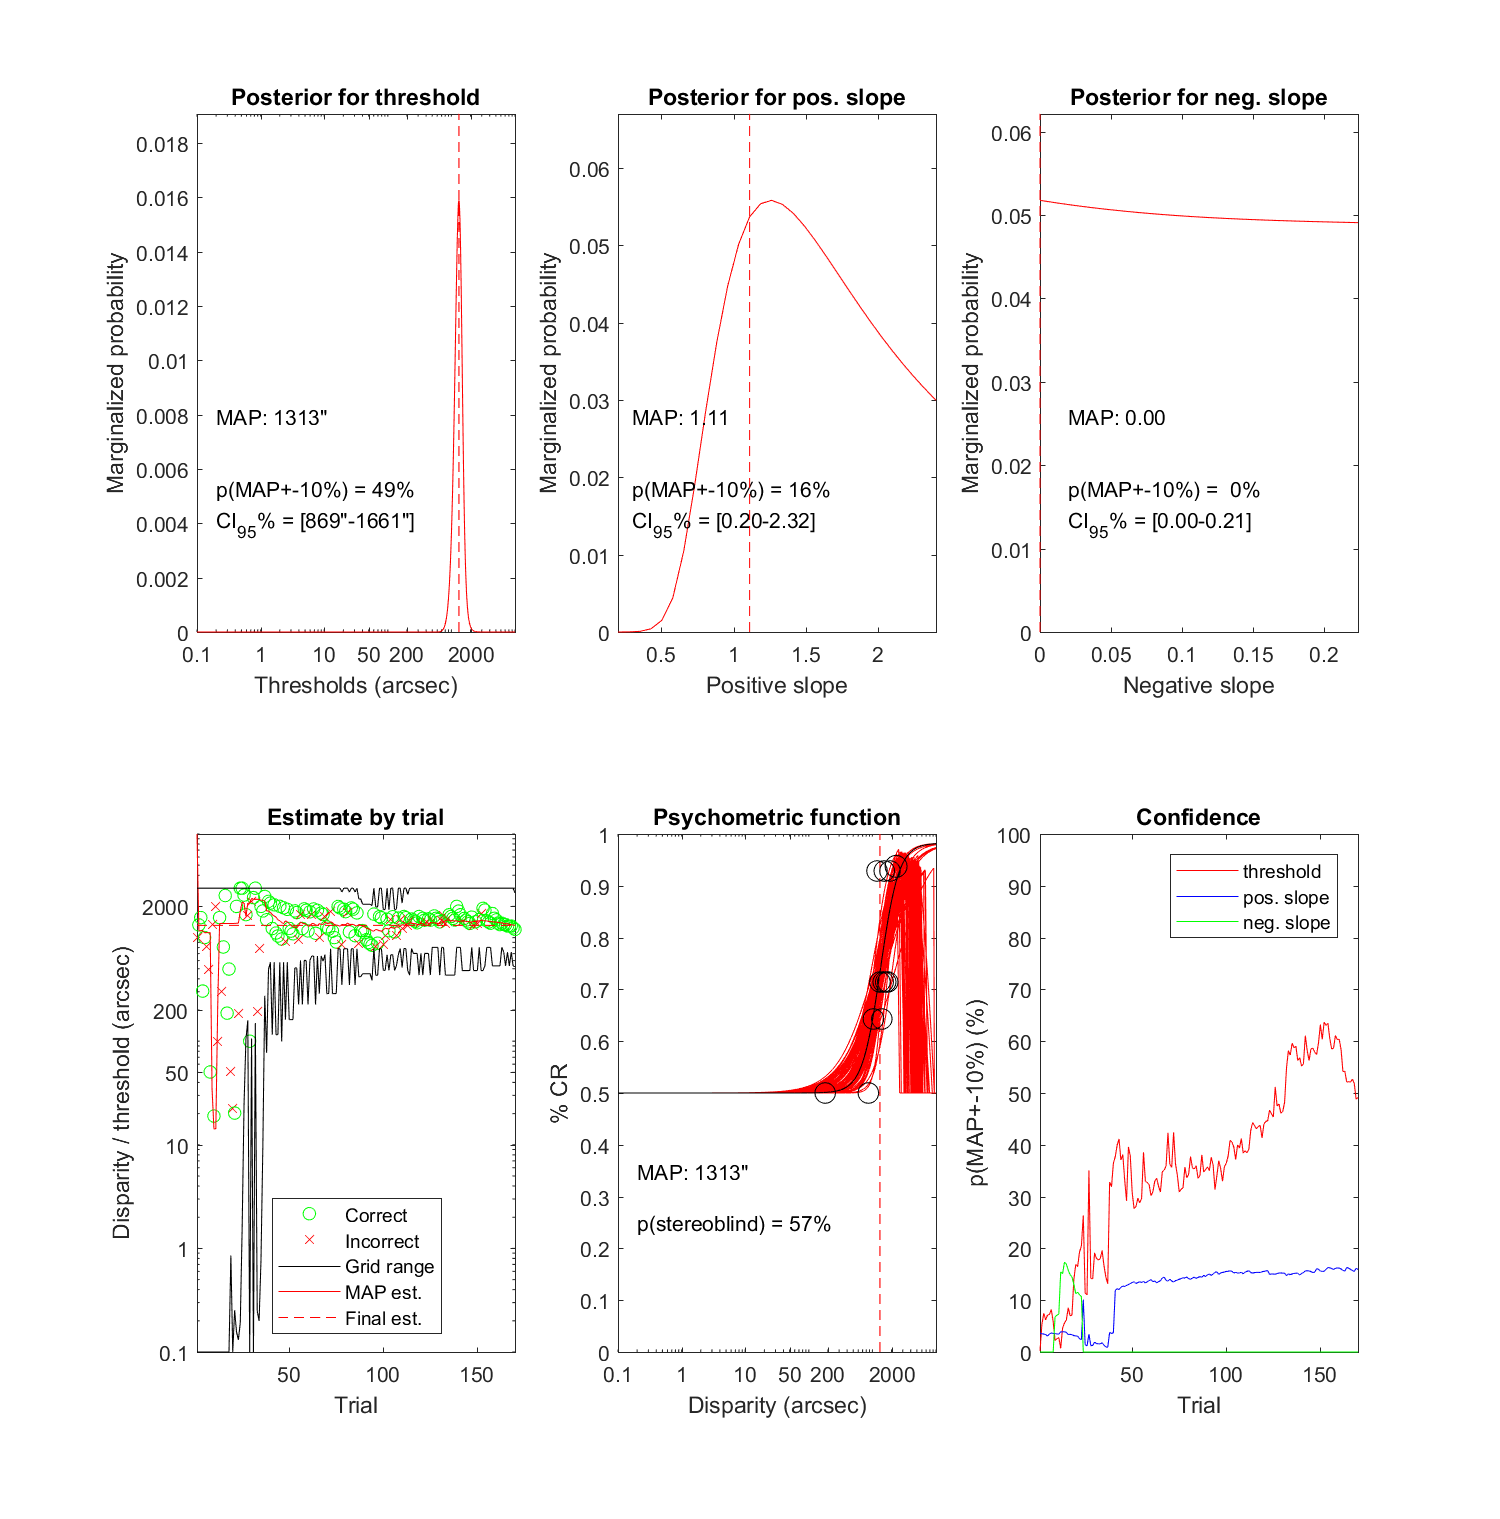 Posterior for threshold
Marginalized probability
0.018
0.016
0.014
0.012
0.01
0.008
0.006
0.004
0.002
0
MAP: 1313"
p(MAP+-10%) = 49%
CI95% = [869"-1661"]
0.1 1 10 50 200 2000
Thresholds (arcsec)
Posterior for pos. slope
Marginalized probability
0.06
0.05
0.04
0.03
0.02
0.01
0
MAP: 1.11
p(MAP+-10%) = 16%
CI95% = [0.20-2.32]
0.5 1 1.5 2
Positive slope
Posterior for neg. slope
Marginalized probability
0.06
0.05
0.04
0.03
0.02
0.01
0
MAP: 0.00
p(MAP+-10%) =  0%
CI95% = [0.00-0.21]
0 0.05 0.1 0.15 0.2
Negative slope
Estimate by trial
Disparity / threshold (arcsec)
2000
200
50
10
1
0.1
Correct
Incorrect
Grid range
MAP est.
Final est.
50 100 150
Trial
Psychometric function
% CR
1
0.9
0.8
0.7
0.6
0.5
0.4
0.3
0.2
0.1
0
MAP: 1313"
p(stereoblind) = 57%
0.1 1 10 50 200 2000
Disparity (arcsec)
Confidence
p(MAP+-10%) (%)
100
90
80
70
60
50
40
30
20
10
0
threshold
pos. slope
neg. slope
50 100 150
Trial